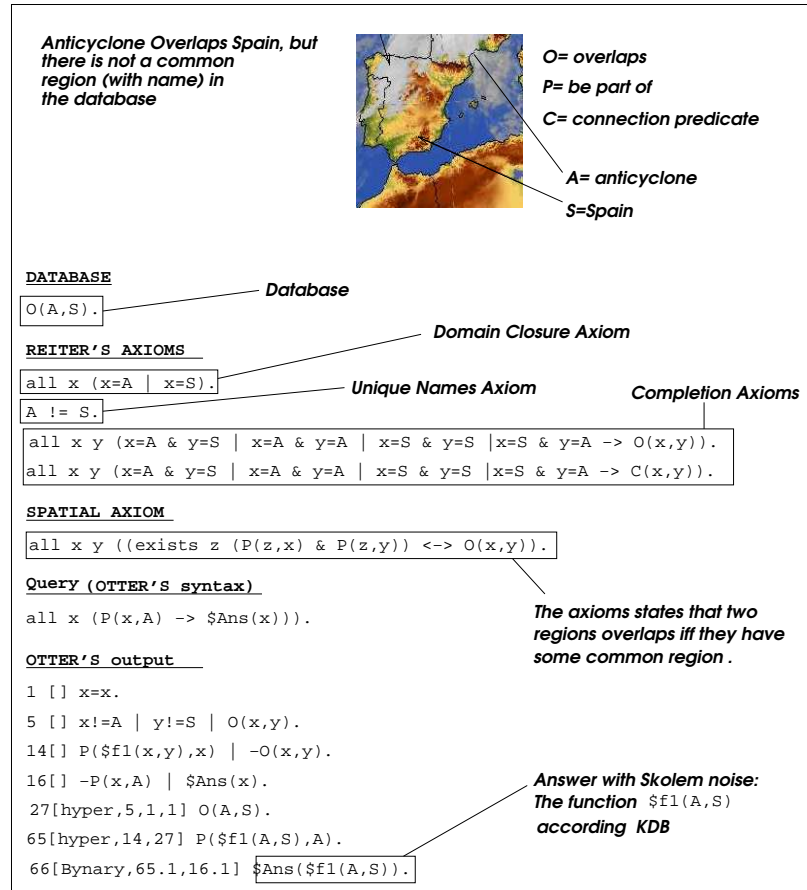 Anticyclone Overlaps Spain, but
there is not a common
region (with name) in
the database
O= overlaps
P= be part of
C= connection predicate
A= anticyclone
S=Spain
DATABASE
O(A,S).
Database
REITER'S AXIOMS
Domain Closure Axiom
all x (x=A | x=S).
Unique Names Axiom
A != S.
Completion Axioms
all x y (x=A & y=S | x=A & y=A | x=S & y=S |x=S & y=A -> O(x,y)).
all x y (x=A & y=S | x=A & y=A | x=S & y=S |x=S & y=A -> C(x,y)).
SPATIAL AXIOM
all x y ((exists z (P(z,x) & P(z,y)) <-> O(x,y)).
Query (OTTER'S syntax)
all x (P(x,A) -> $Ans(x))).
The axioms states that two
regions overlaps iff they have
some common region .
OTTER'S output
1 [] x=x.
5 [] x!=A | y!=S | O(x,y).
14[] P($f1(x,y),x) | -O(x,y).
16[] -P(x,A) | $Ans(x).
27[hyper,5,1,1] O(A,S).
65[hyper,14,27] P($f1(A,S),A).
66[Bynary,65.1,16.1] $Ans($f1(A,S)).
Answer with Skolem noise:
The function $f1(A,S)
according KDB